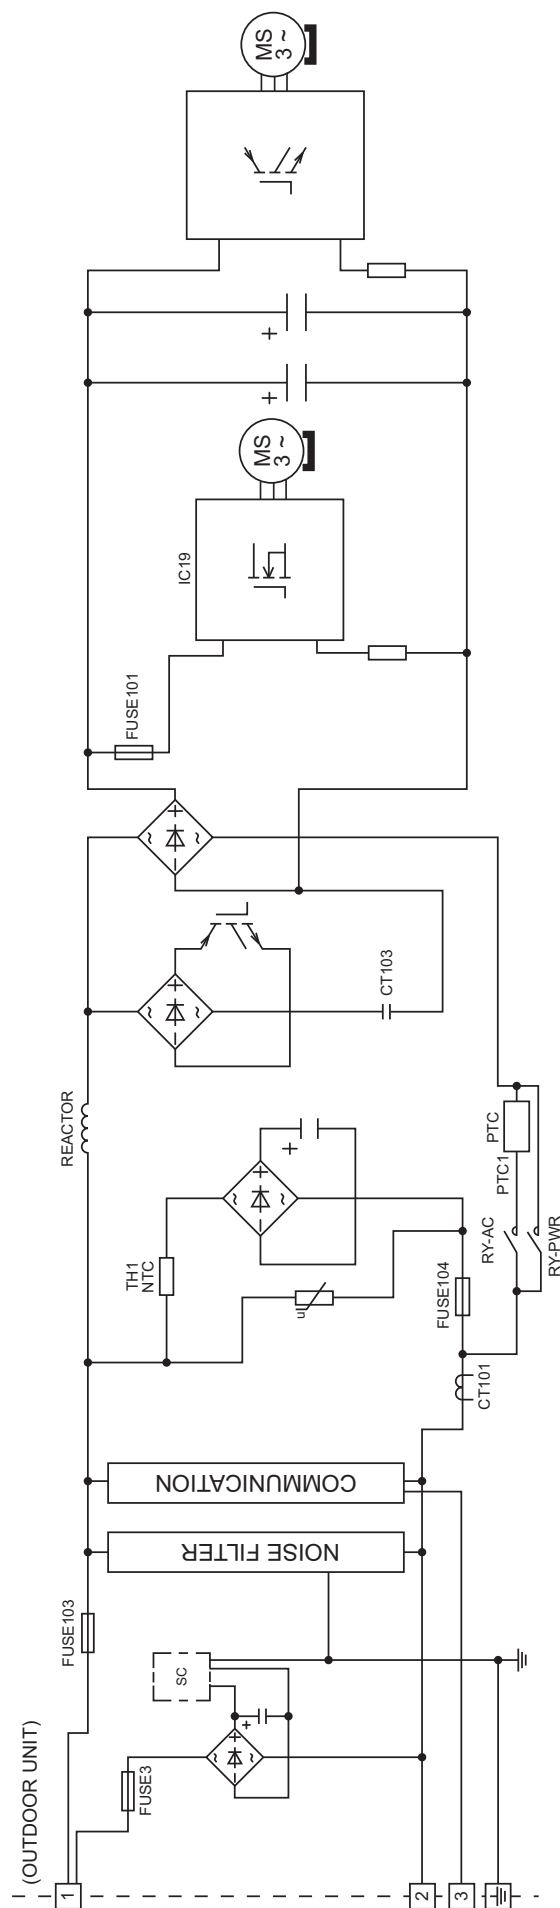 MS
3 ~
MS
3 ~
IC19
FUSE101
CT103
REACTOR
PTC
PTC1
RY-AC
RY-PWR
TH1
NTC
u
FUSE104
CT101
COMMUNICATION
NOISE FILTER
FUSE103
SC
FUSE3
(OUTDOOR UNIT)
1
2
3